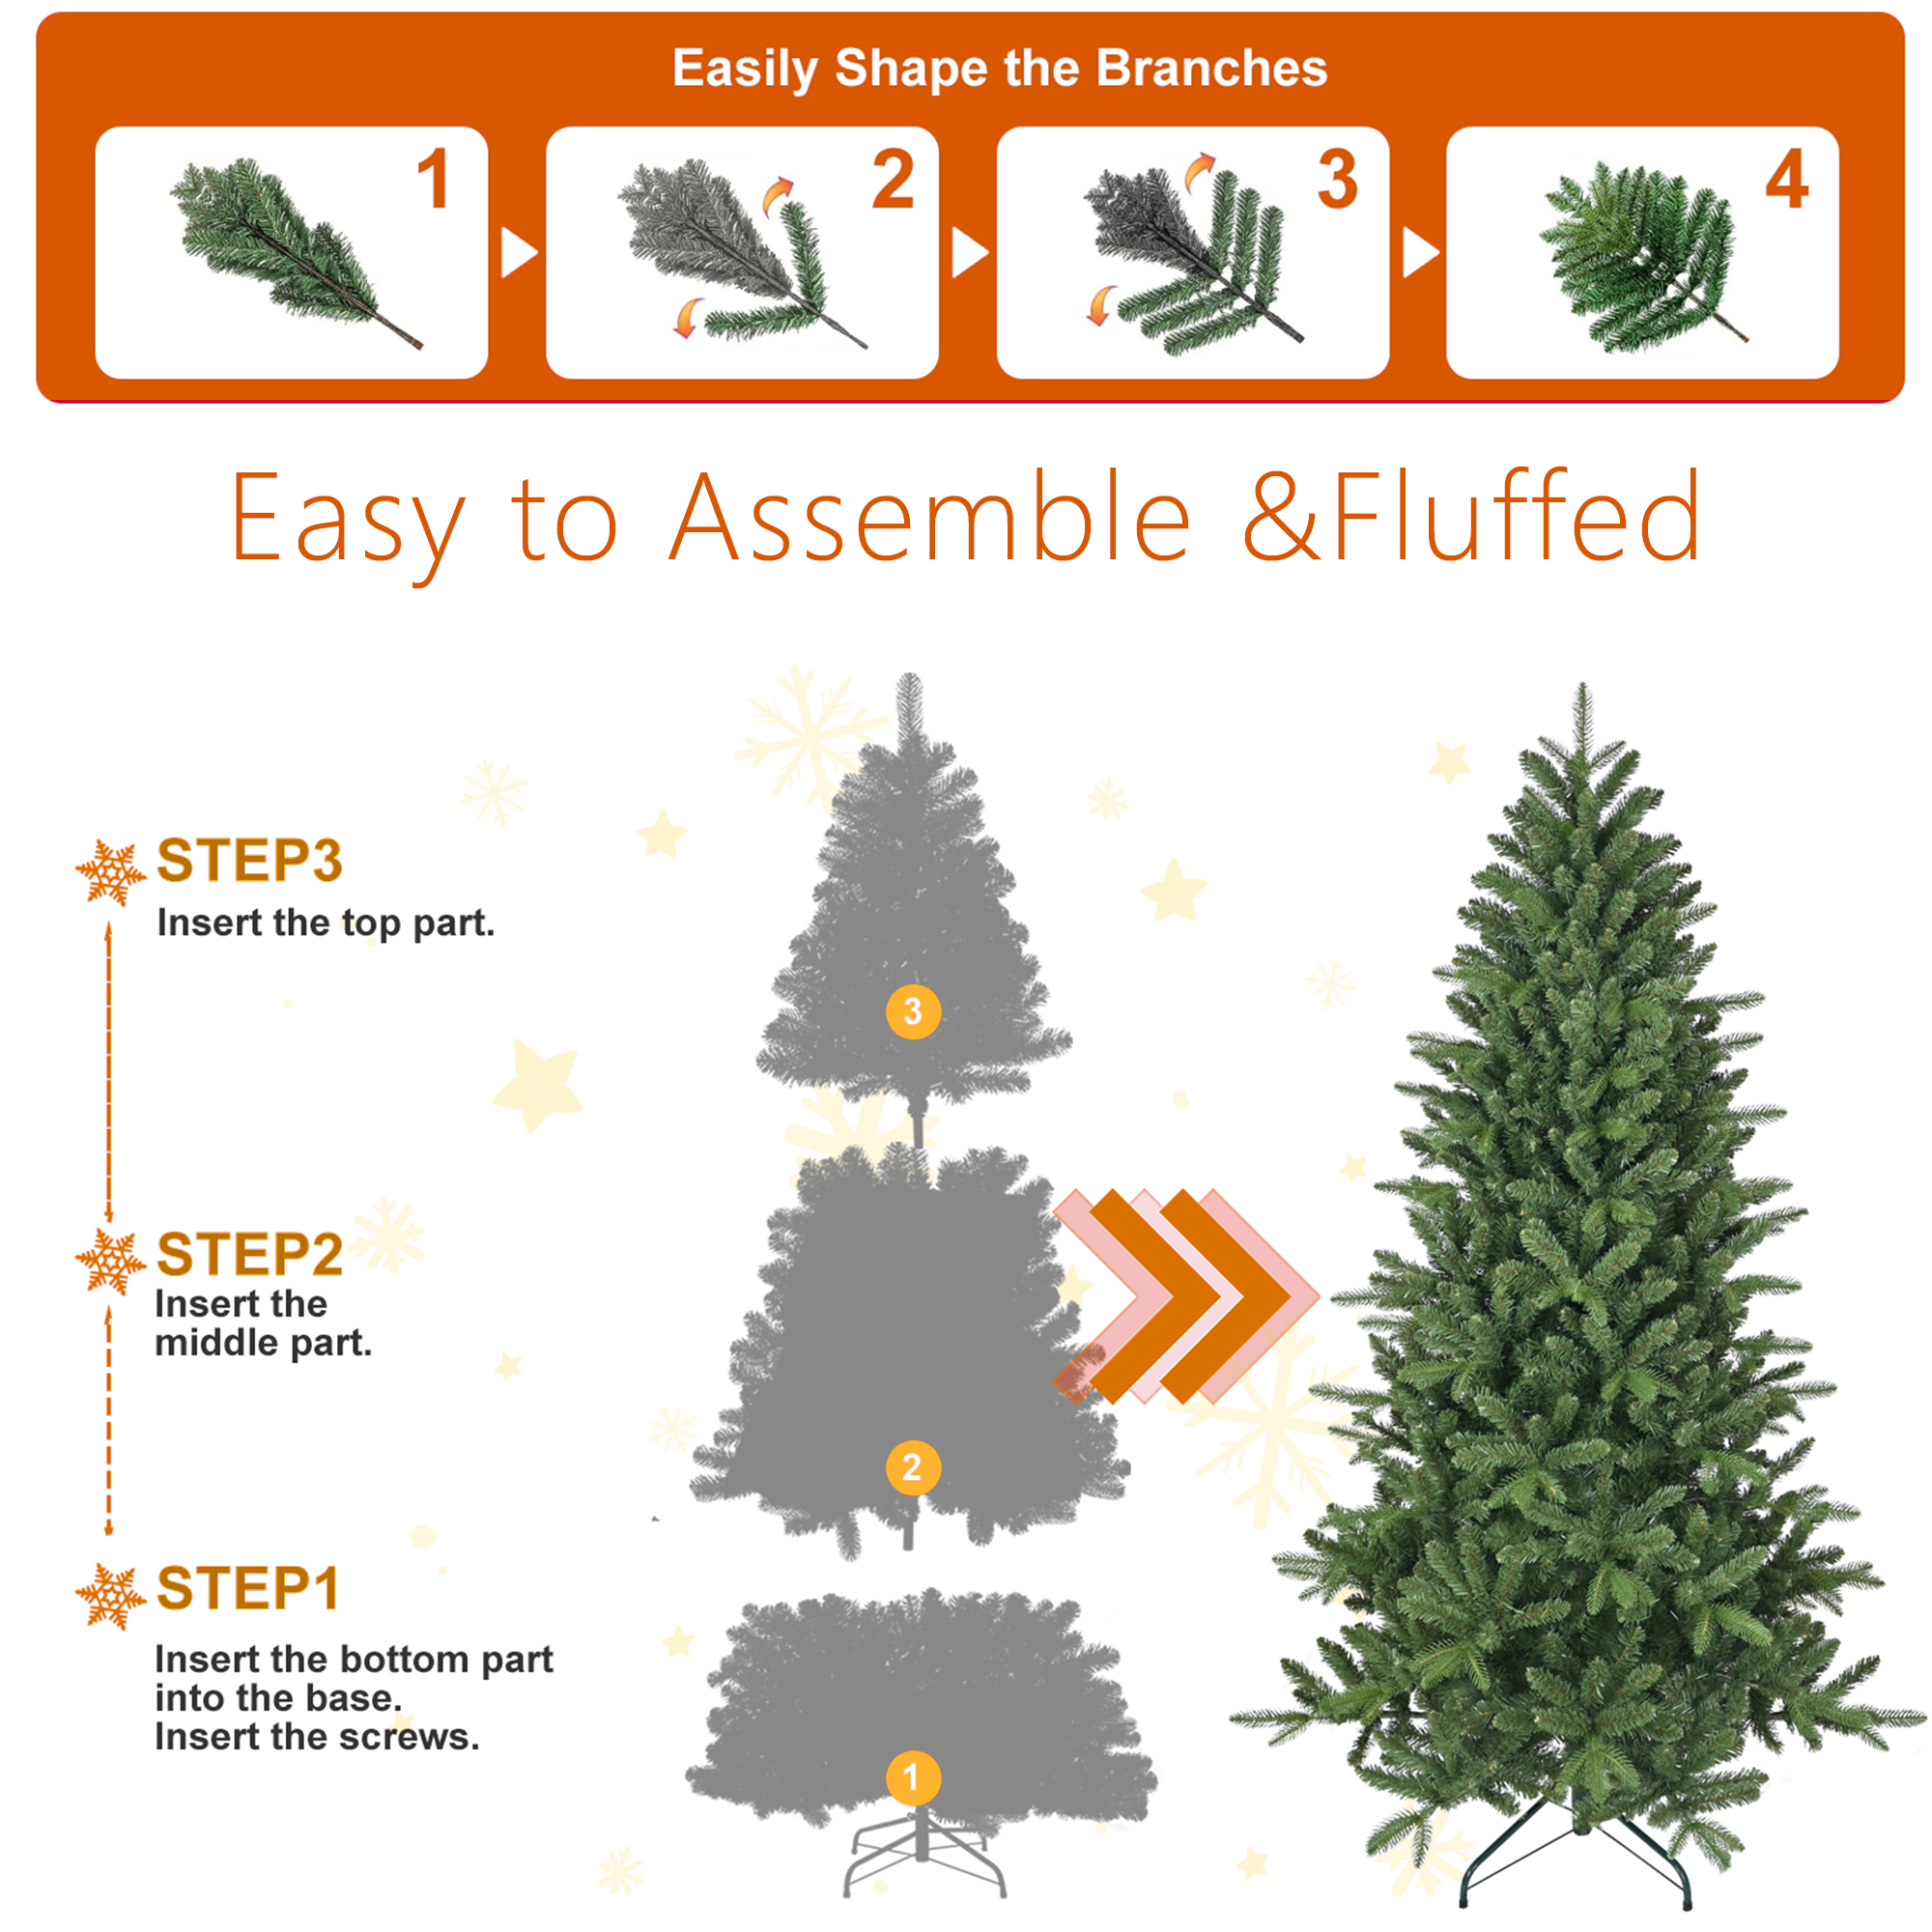 Easily Shape the Branches
1
2
3
4
Easy to Assemble &Fluffed
STEP3
Insert the top part.
3
STEP2
Insert the
middle part.
2
STEP1
Insert the bottom part
into the base.
Insert the screws.
1